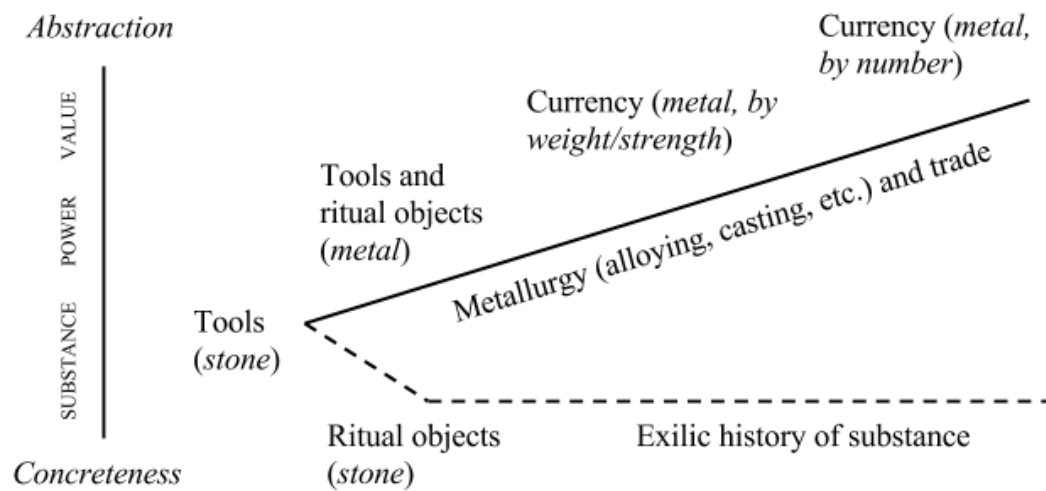 Abstraction
Currency (metal,
by number)
VALUE
Currency (metal, by
weight/strength)
Tools and
ritual objects
(metal)
POWER
Metallurgy (alloying, casting, etc.) and trade
Tools
(stone)
SUBSTANCE
Ritual objects
(stone)
Exilic history of substance
Concreteness